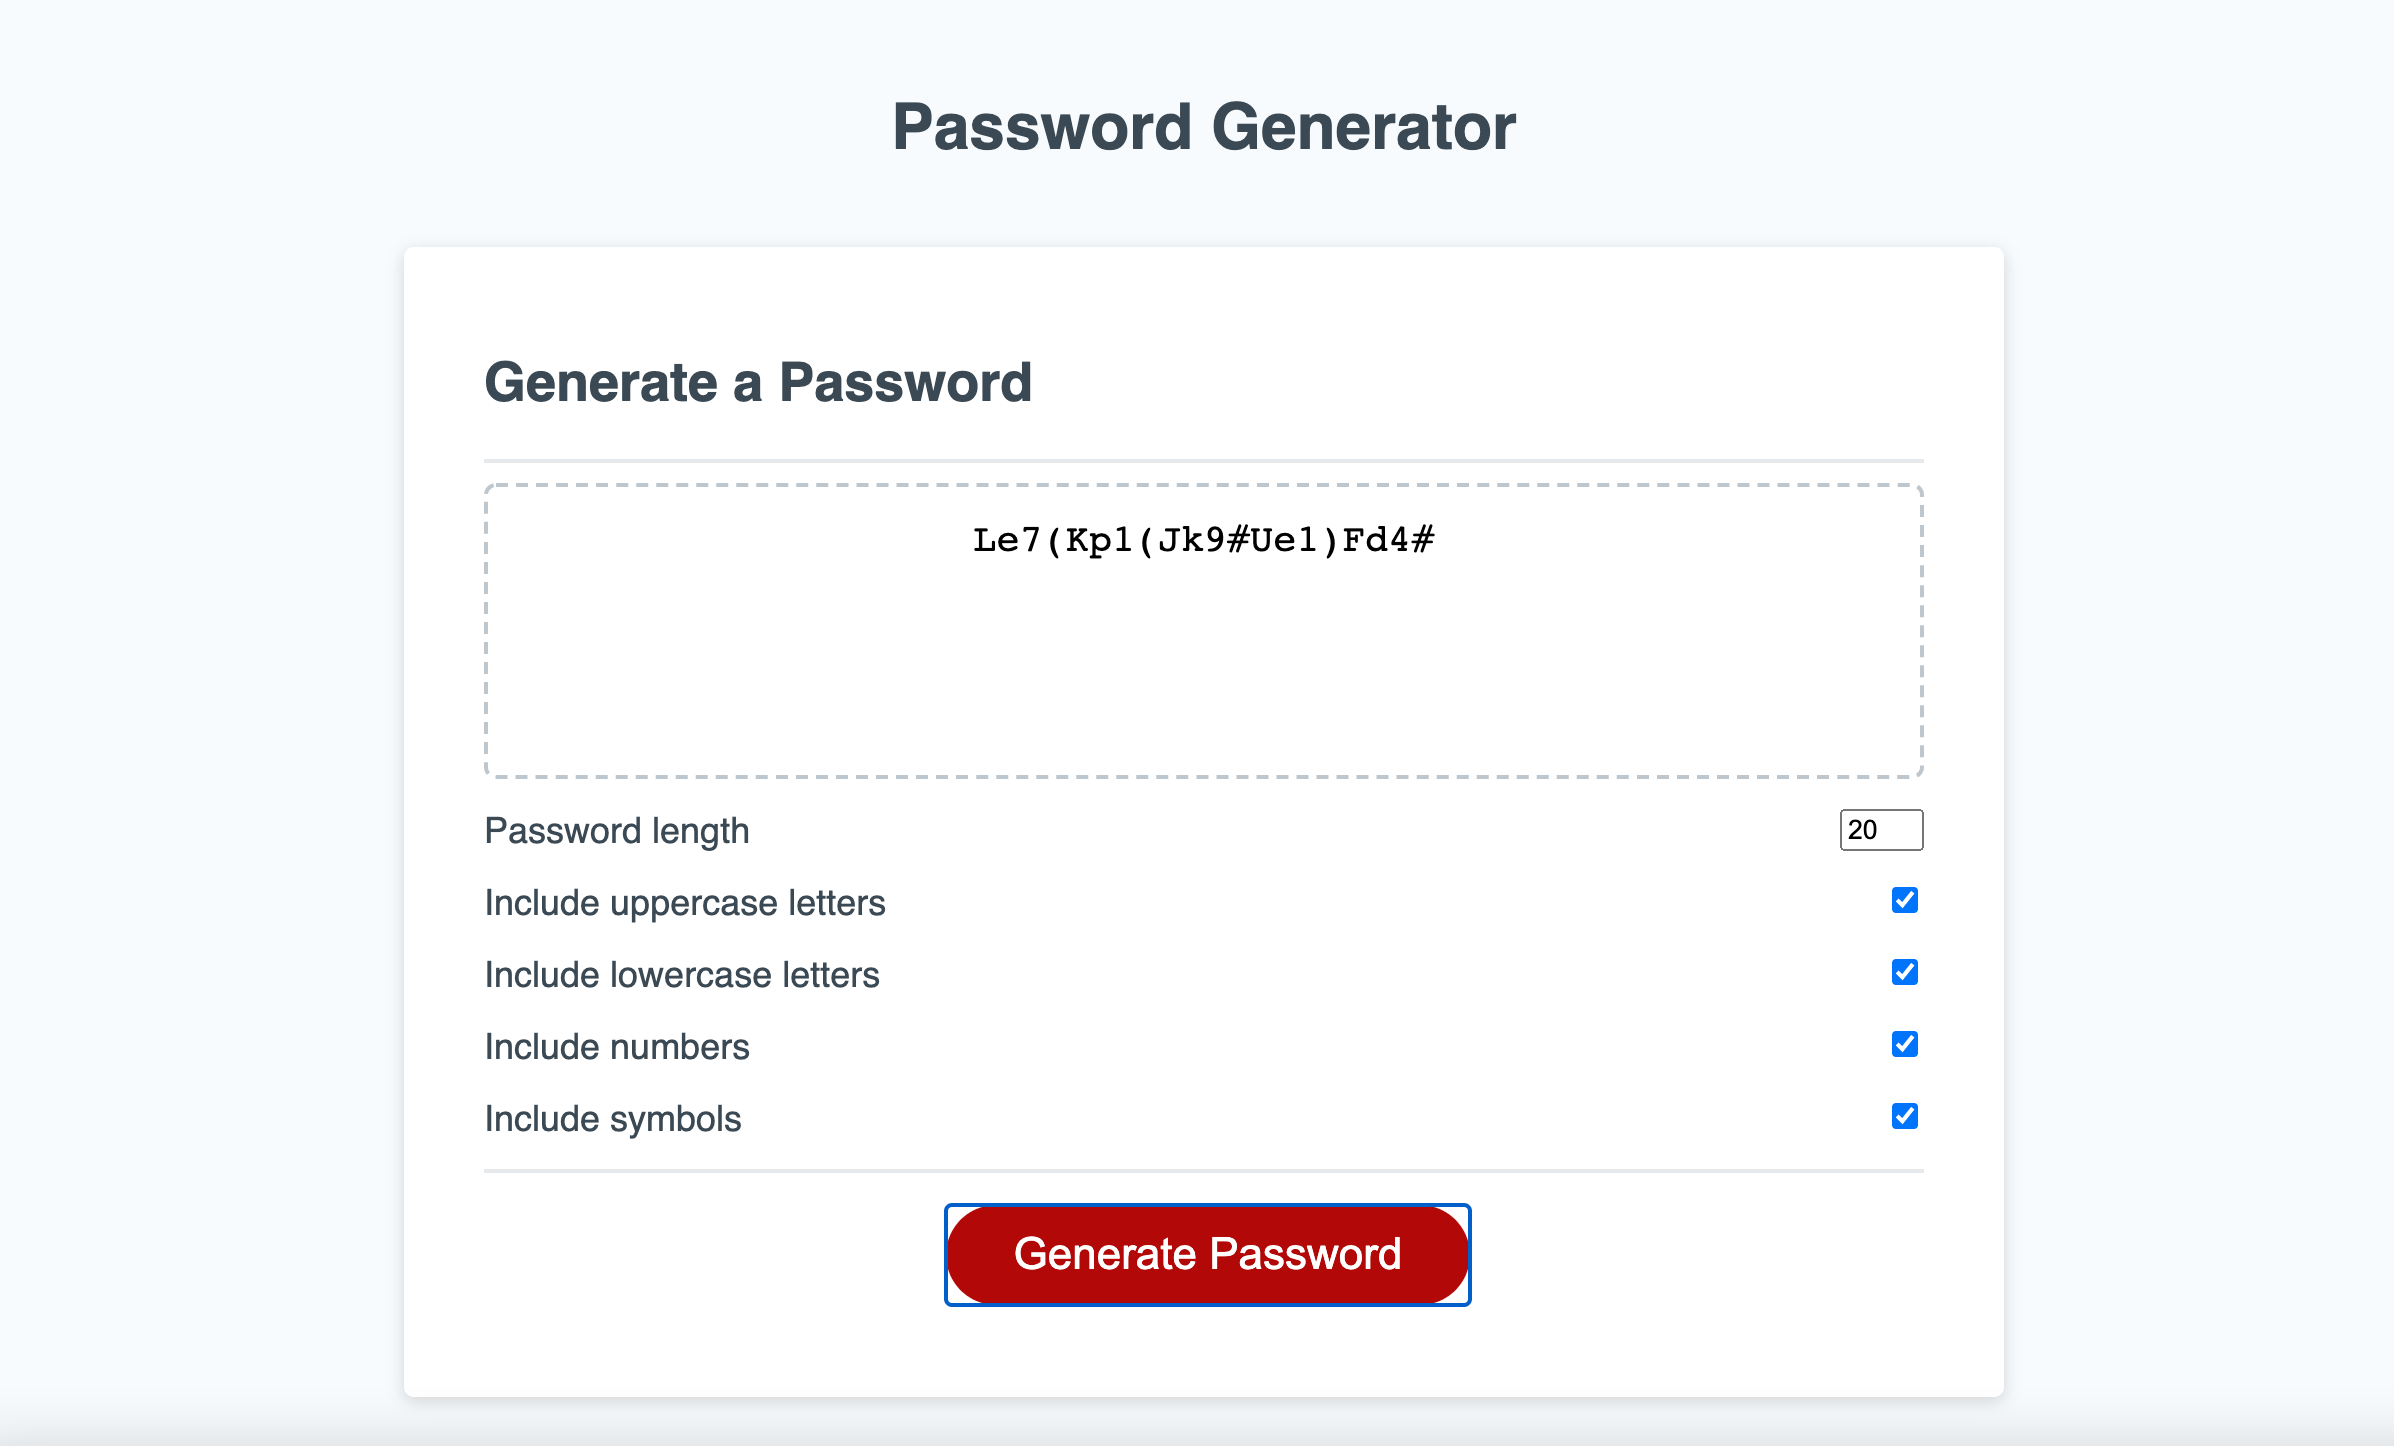 Password Generator
Generate a Password
Le7(Kp1(Jk9#Ue1)Fd4#
Password length
20
Include uppercase letters
Include lowercase letters
Include numbers
Include symbols
Generate Password